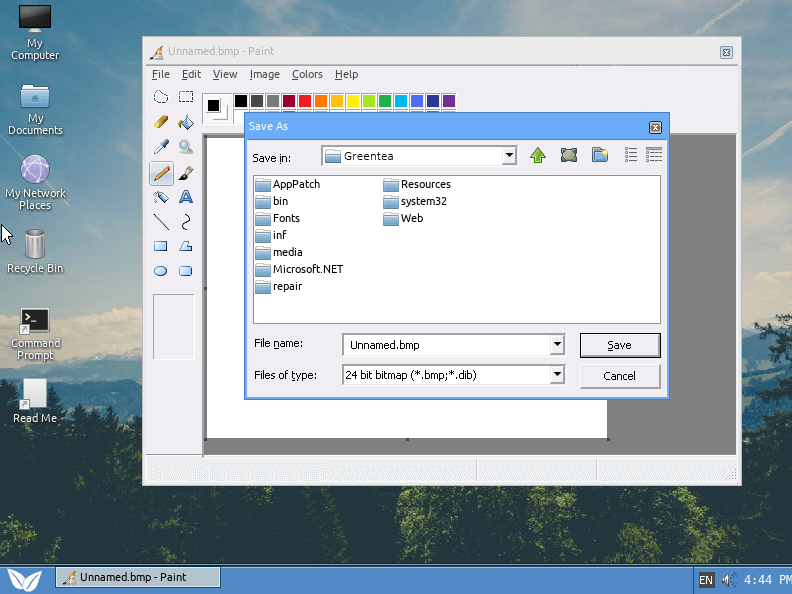 My
Computer
My
Documents
My Network
Places
Recycle Bin
Command
Prompt
Read Me
Unnamed.bmp - Paint
File Edit View Image Colors Help
Save As
Save in: Greentea
AppPatch
bin
Fonts
inf
media
Microsoft.NET
repair
Resources
system32
Web
File name: Unnamed.bmp Save
Files of type: 24 bit bitmap (*.bmp;*.dib) Cancel
Unnamed.bmp - Paint
EN 4:44 PM